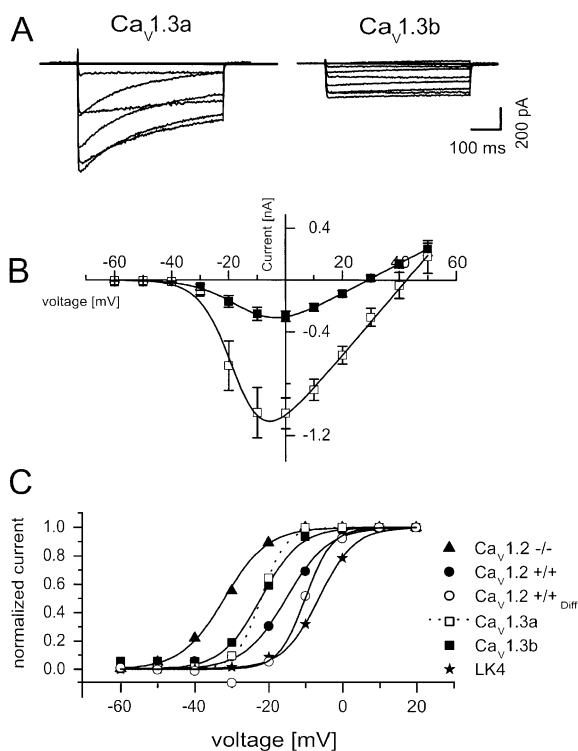 A
CaV1.3a
CaV1.3b
200 pA
100 ms
B
Current [nA]
0.4
-0.4
-1.2
-60 -40 -20 20 40 60
voltage [mV]
C
normalized current
1.0
0.8
0.6
0.4
0.2
0.0
-60 -40 -20 0 20
voltage [mV]
CaV1.2 -/-
CaV1.2 +/+
CaV1.2 +/+ Diff
CaV1.3a
CaV1.3b
LK4